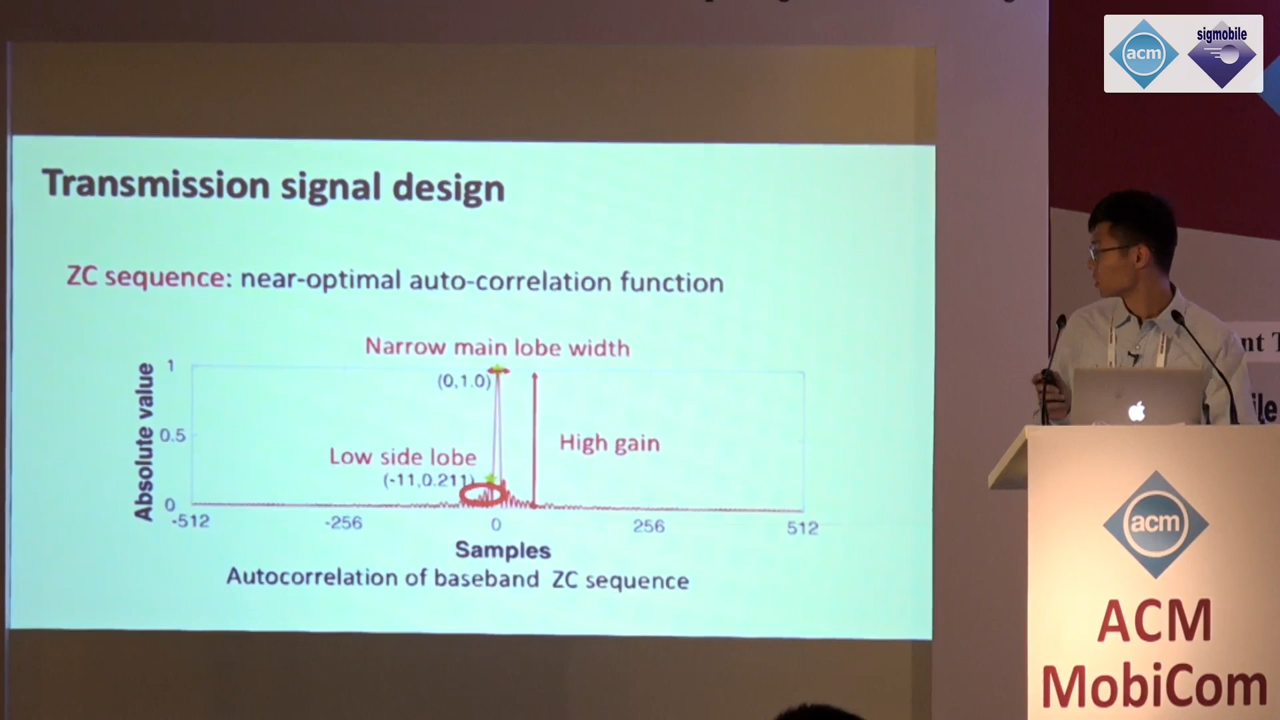 acm
sigmobile
Transmission signal design
ZC sequence: near-optimal auto-correlation function
Narrow main lobe width
1
(0,1.0)
0.5
High gain
Low side lobe
(-11,0.211)
0
Absolute value
-512
-256
0
256
512
Samples
Autocorrelation of baseband ZC sequence
nt T
ile
acm
ACM
MobiCom